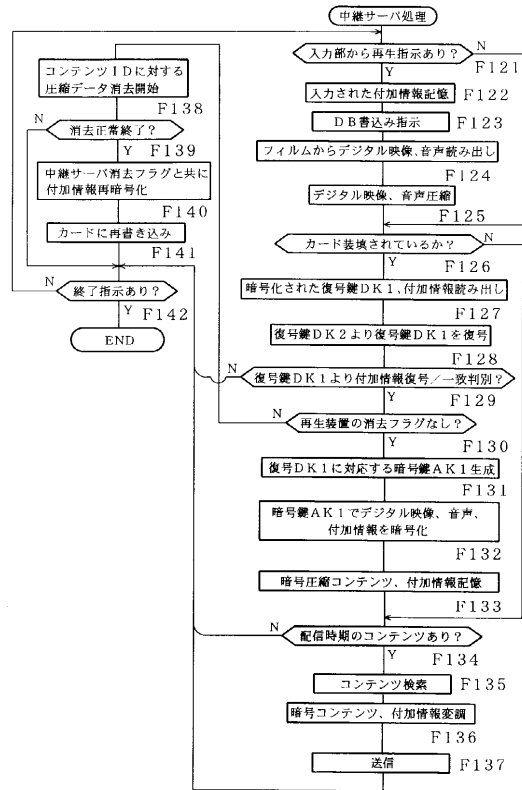 中継サーバ処理
入力部から再生指示あり？
N
F121
Y
入力された付加情報記憶
F122
DB書込み指示
F123
フィルムからデジタル映像、音声読み出し
F124
デジタル映像、音声圧縮
F125
カード装填されているか？
N
F126
Y
暗号化された復号鍵DK1、付加情報読み出し
F127
復号鍵DK2より復号鍵DK1を復号
F128
N
復号鍵DK1より付加情報復号／一致判別？
Y
F129
N
再生装置の消去フラグなし？
Y
F130
復号DK1に対応する暗号鍵AK1生成
F131
暗号鍵AK1でデジタル映像、音声、
付加情報を暗号化
F132
暗号圧縮コンテンツ、付加情報記憶
F133
N
配信時期のコンテンツあり？
Y
F134
コンテンツ検索
F135
暗号コンテンツ、付加情報変調
F136
送信
F137
コンテンツIDに対する
圧縮データ消去開始
F138
N
消去正常終了？
Y
F139
中継サーバ消去フラグと共に
付加情報再暗号化
F140
カードに再書き込み
F141
N
終了指示あり？
Y
F142
END